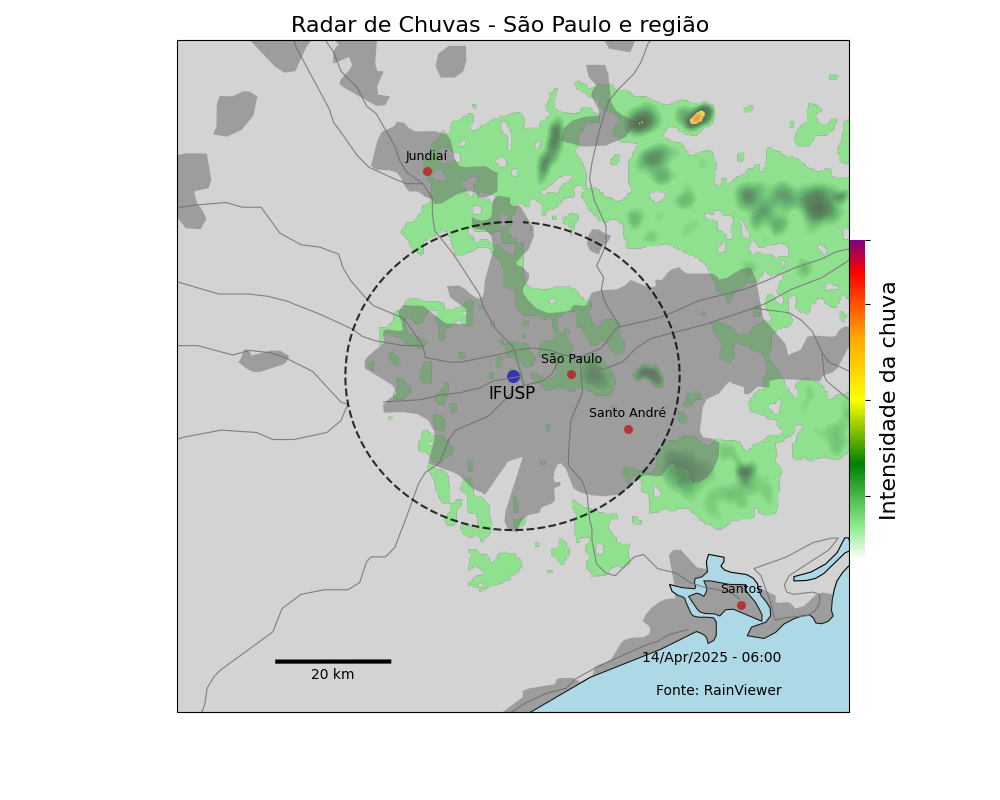 Radar de Chuvas - São Paulo e região
Jundiaí
São Paulo
IFUSP
Santo André
Intensidade da chuva
Santos
14/Apr/2025 - 06:00
20 km
Fonte: RainViewer